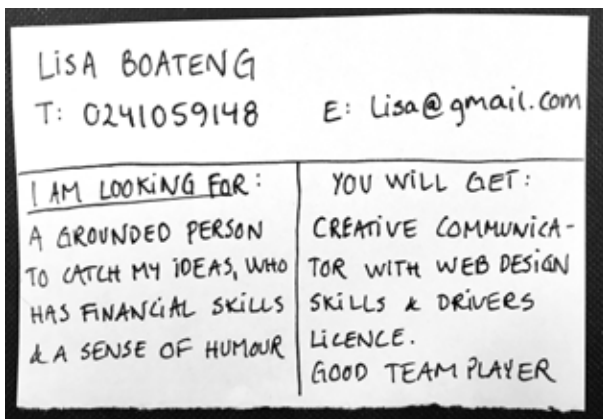 LISA BOATENG
T: 0241059148
E: Lisa@gmail.com
I AM LOOKING FOR:
A GROUNDED PERSON
TO CATCH MY IDEAS, WHO
HAS FINANCIAL SKILLS
& A SENSE OF HUMOUR
YOU WILL GET:
CREATIVE COMMUNICA-
TOR WITH WEB DESIGN
SKILLS & DRIVERS
LICENCE.
GOOD TEAM PLAYER